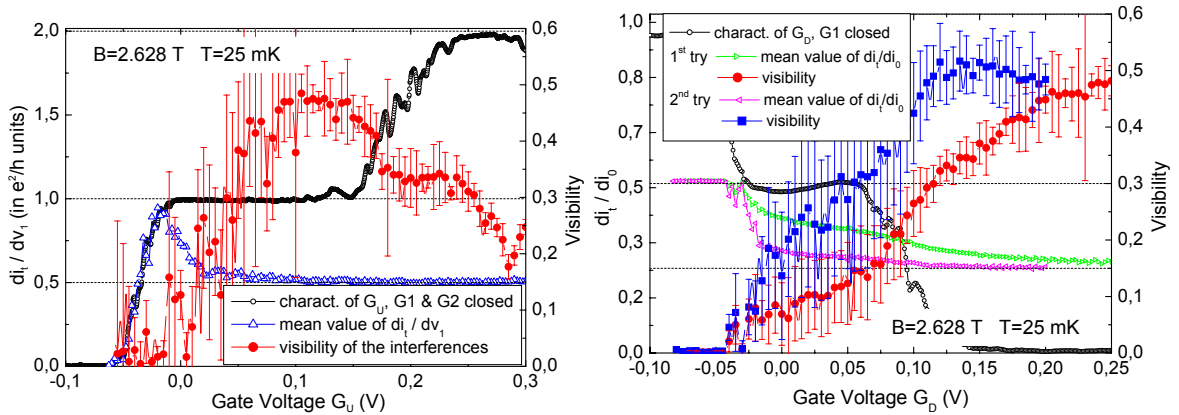 2,0
1,5
1,0
0,5
0,0
di_t / dv_1 (in e²/h units)
B=2.628 T T=25 mK
0,6
0,5
0,4
0,3
0,2
0,1
0,0
Visibility
charact. of G_U, G1 & G2 closed
mean value of di_t / dv_1
visibility of the interferences
-0,1 0,0 0,1 0,2 0,3
Gate Voltage G_U (V)
1,0
0,8
0,6
0,5
0,3
0,2
0,0
di_t / di_0
charact. of G_D, G1 closed
1st try mean value of di_t/di_0
visibility
2nd try mean value of di_t/di_0
visibility
0,6
0,5
0,4
0,3
0,2
0,1
0,0
Visibility
B=2.628 T T=25 mK
-0,10 -0,05 0,00 0,05 0,10 0,15 0,20 0,25
Gate Voltage G_D (V)